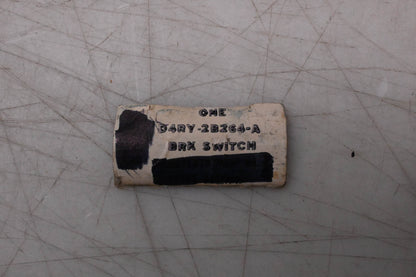 ONE
D4RY-2B264-A
BRK SWITCH